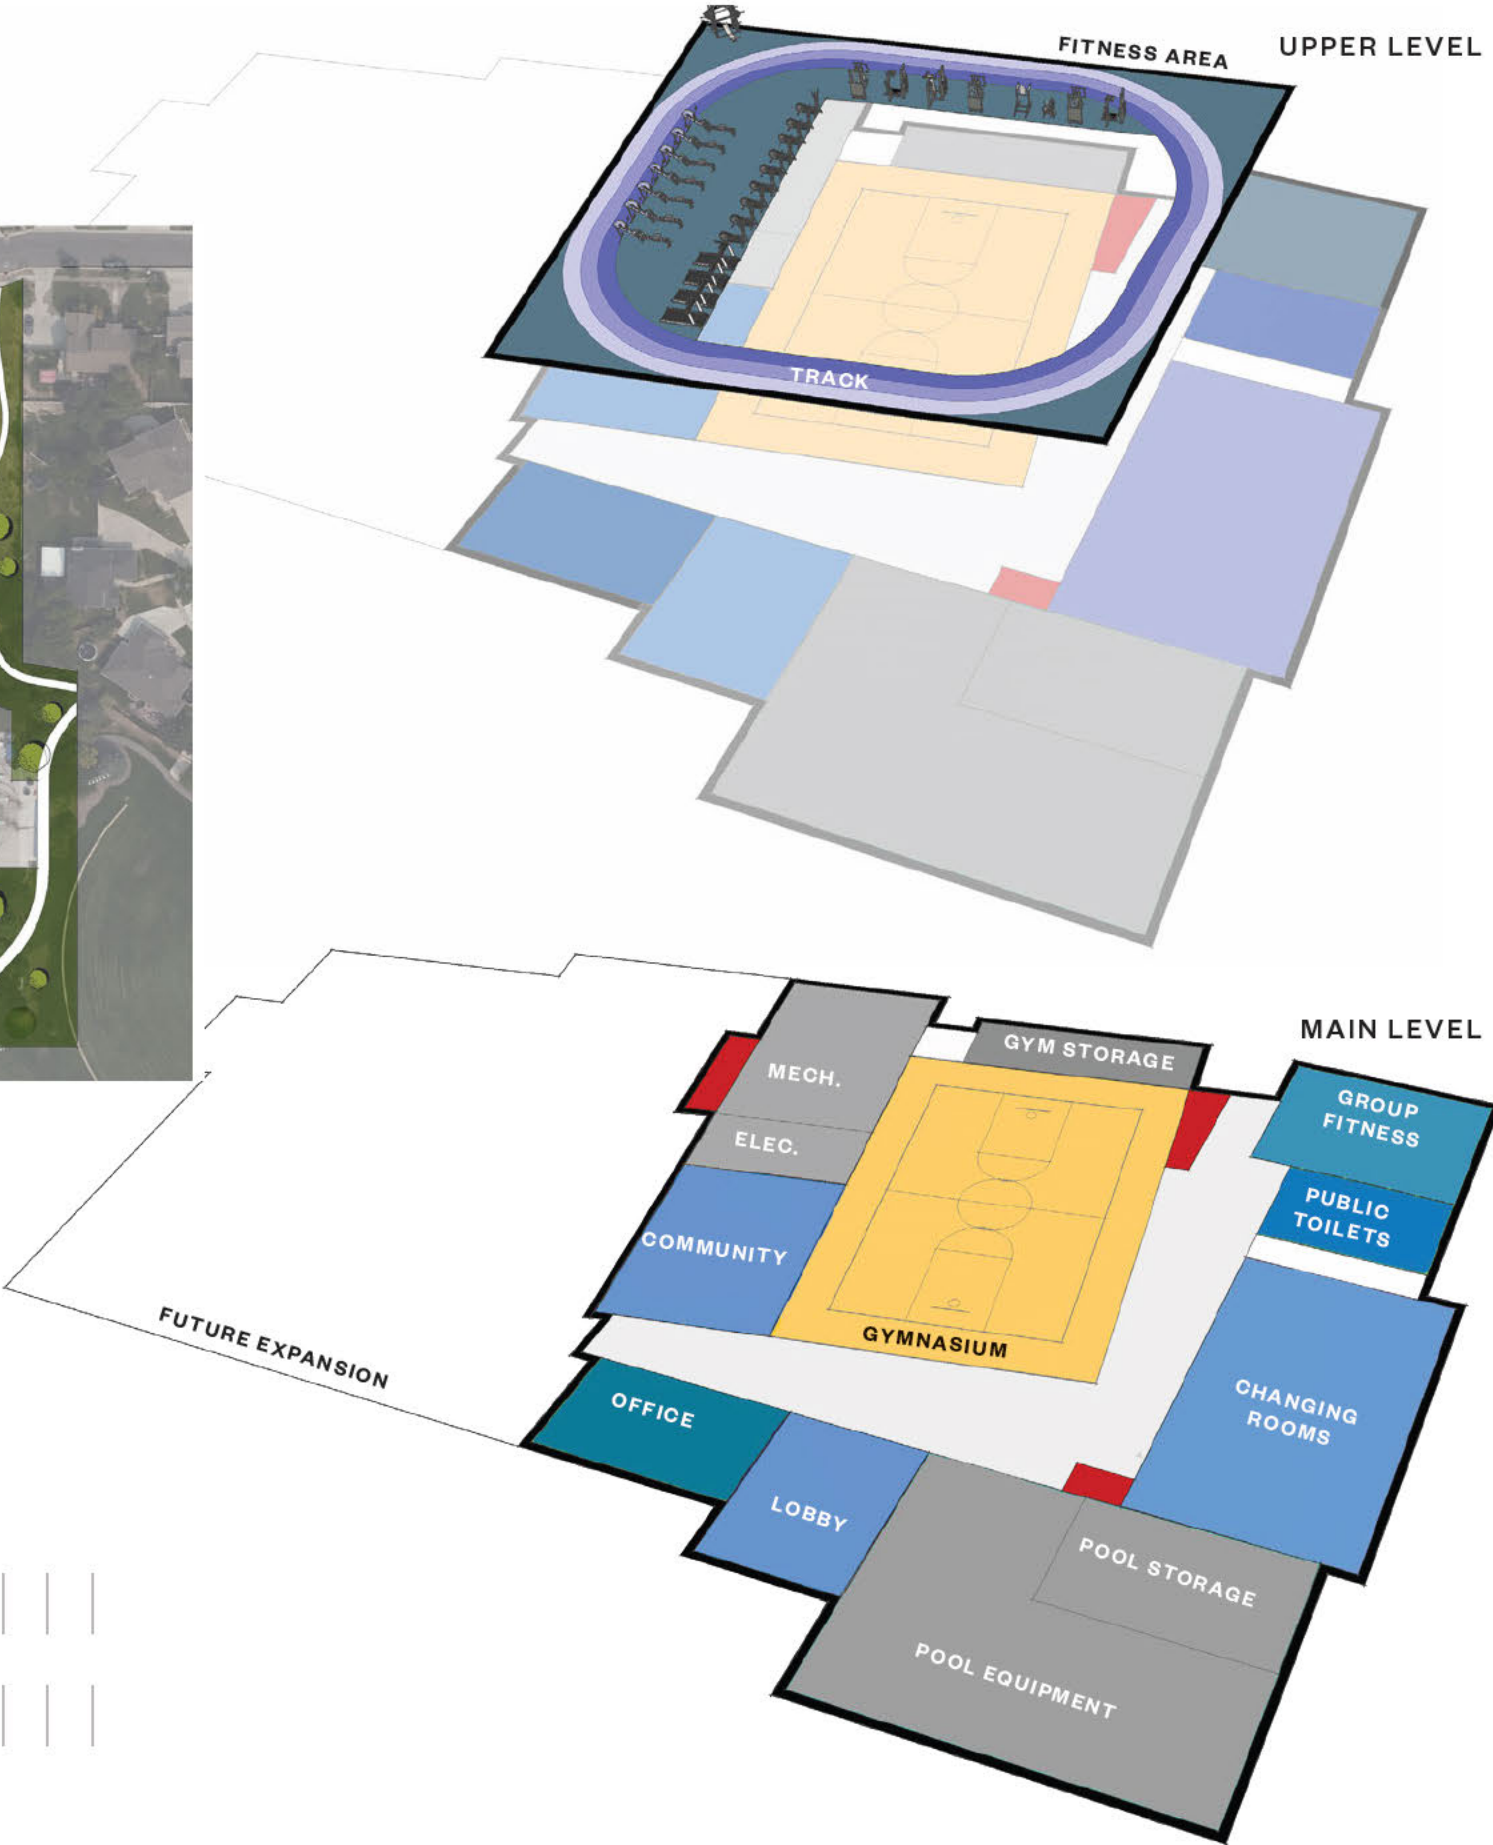 FITNESS AREA
UPPER LEVEL
TRACK
MAIN LEVEL
GYM STORAGE
MECH.
GROUP
FITNESS
ELEC.
PUBLIC
TOILETS
COMMUNITY
GYMNASIUM
FUTURE EXPANSION
OFFICE
CHANGING
ROOMS
LOBBY
POOL STORAGE
POOL EQUIPMENT